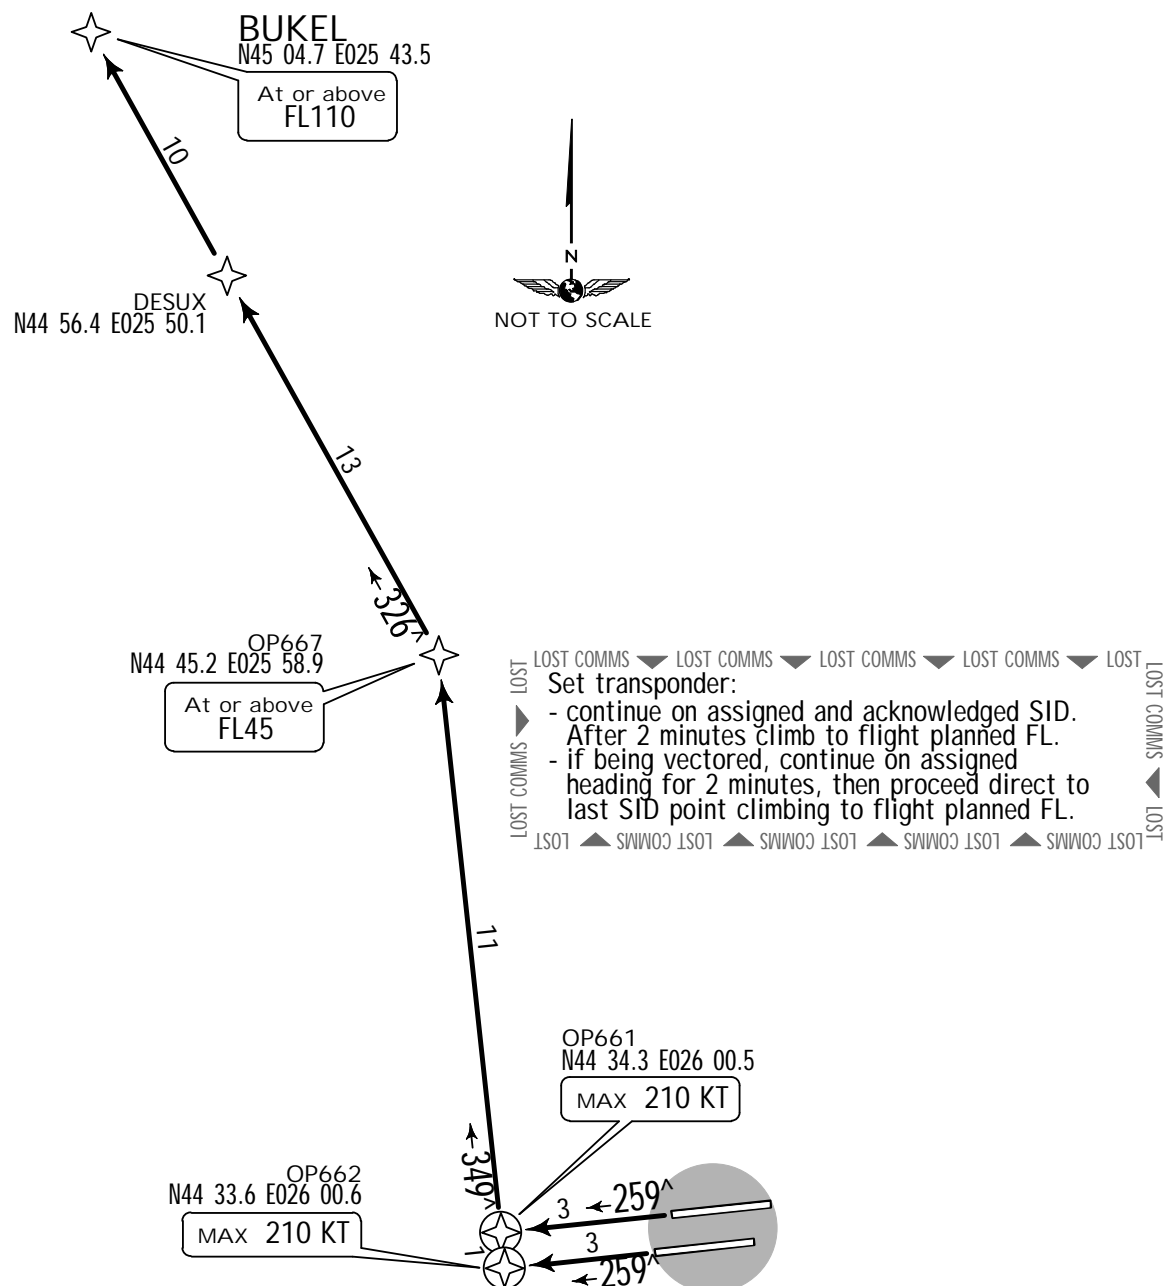 BUKEL
N45 04.7 E025 43.5
At or above
FL110
10
N
NOT TO SCALE
DESUX
N44 56.4 E025 50.1
13
326^
OP667
N44 45.2 E025 58.9
At or above
FL45
LOST COMMS LOST COMMS LOST COMMS LOST COMMS LOST
LOST COMMS LOST
LOST COMMS LOST
Set transponder:
- continue on assigned and acknowledged SID.
After 2 minutes climb to flight planned FL.
- if being vectored, continue on assigned
heading for 2 minutes, then proceed direct to
last SID point climbing to flight planned FL.
LOST COMMS LOST COMMS LOST COMMS LOST COMMS LOST
11
OP661
N44 34.3 E026 00.5
MAX 210 KT
349^
OP662
N44 33.6 E026 00.6
MAX 210 KT
3
259^
1
3
259^